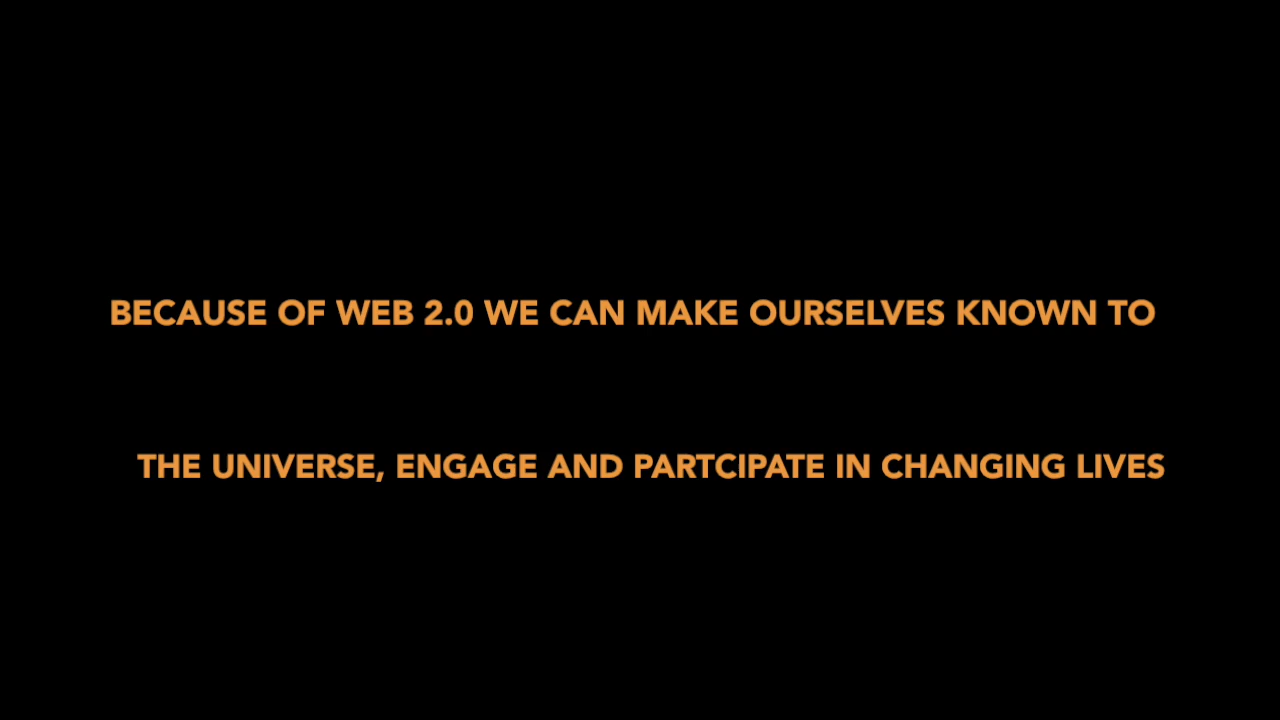 BECAUSE OF WEB 2.0 WE CAN MAKE OURSELVES KNOWN TO
THE UNIVERSE, ENGAGE AND PARTCIPATE IN CHANGING LIVES